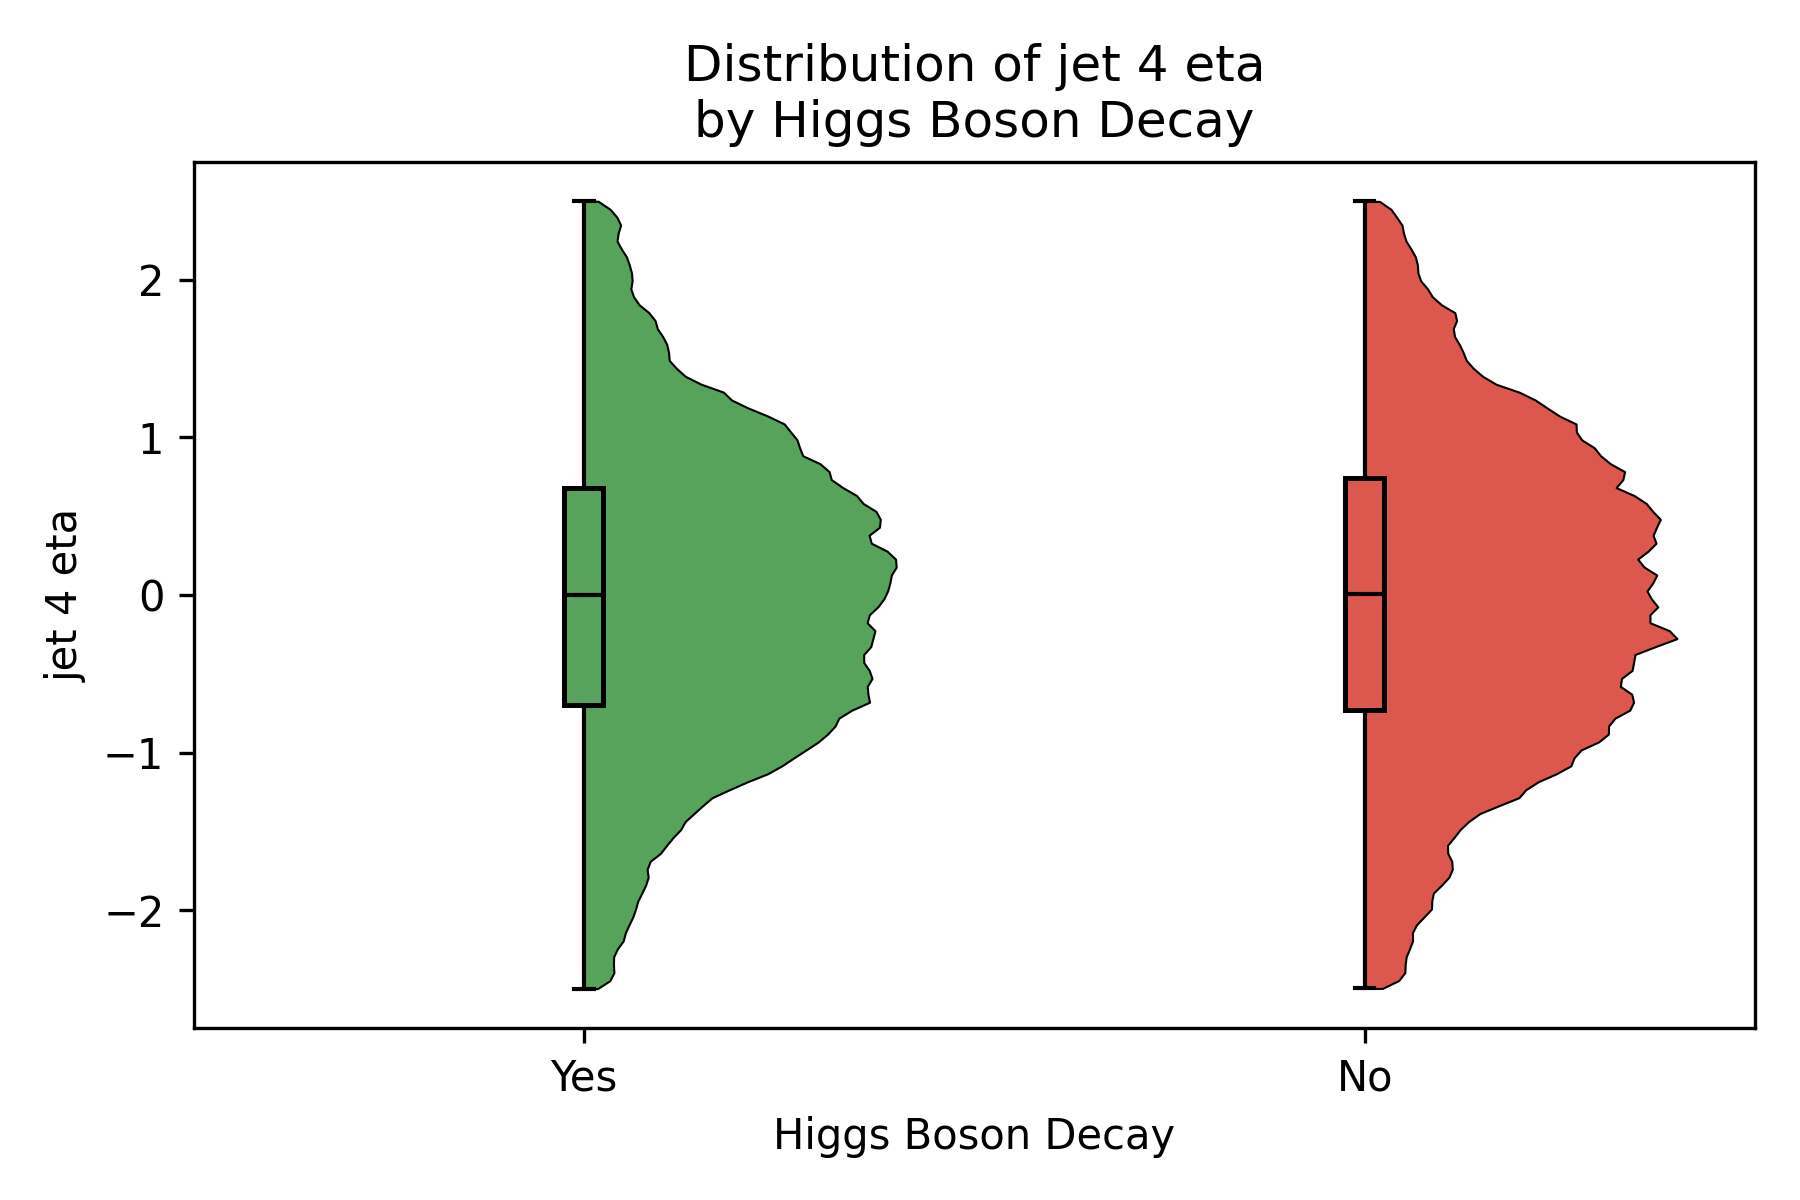 Distribution of jet 4 eta
by Higgs Boson Decay
jet 4 eta
2
1
0
−1
−2
Yes
No
Higgs Boson Decay